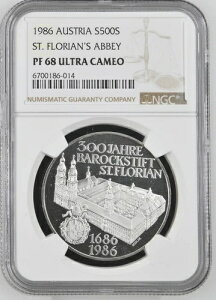 1986 AUSTRIA S500S
ST. FLORIAN'S ABBEY
PF 68 ULTRA CAMEO
6700186-014
NUMISMATIC GUARANTY COMPANY
NGC
300 JAHRE
BAROCKSTIFT
ST. FLORIAN
1686
1986